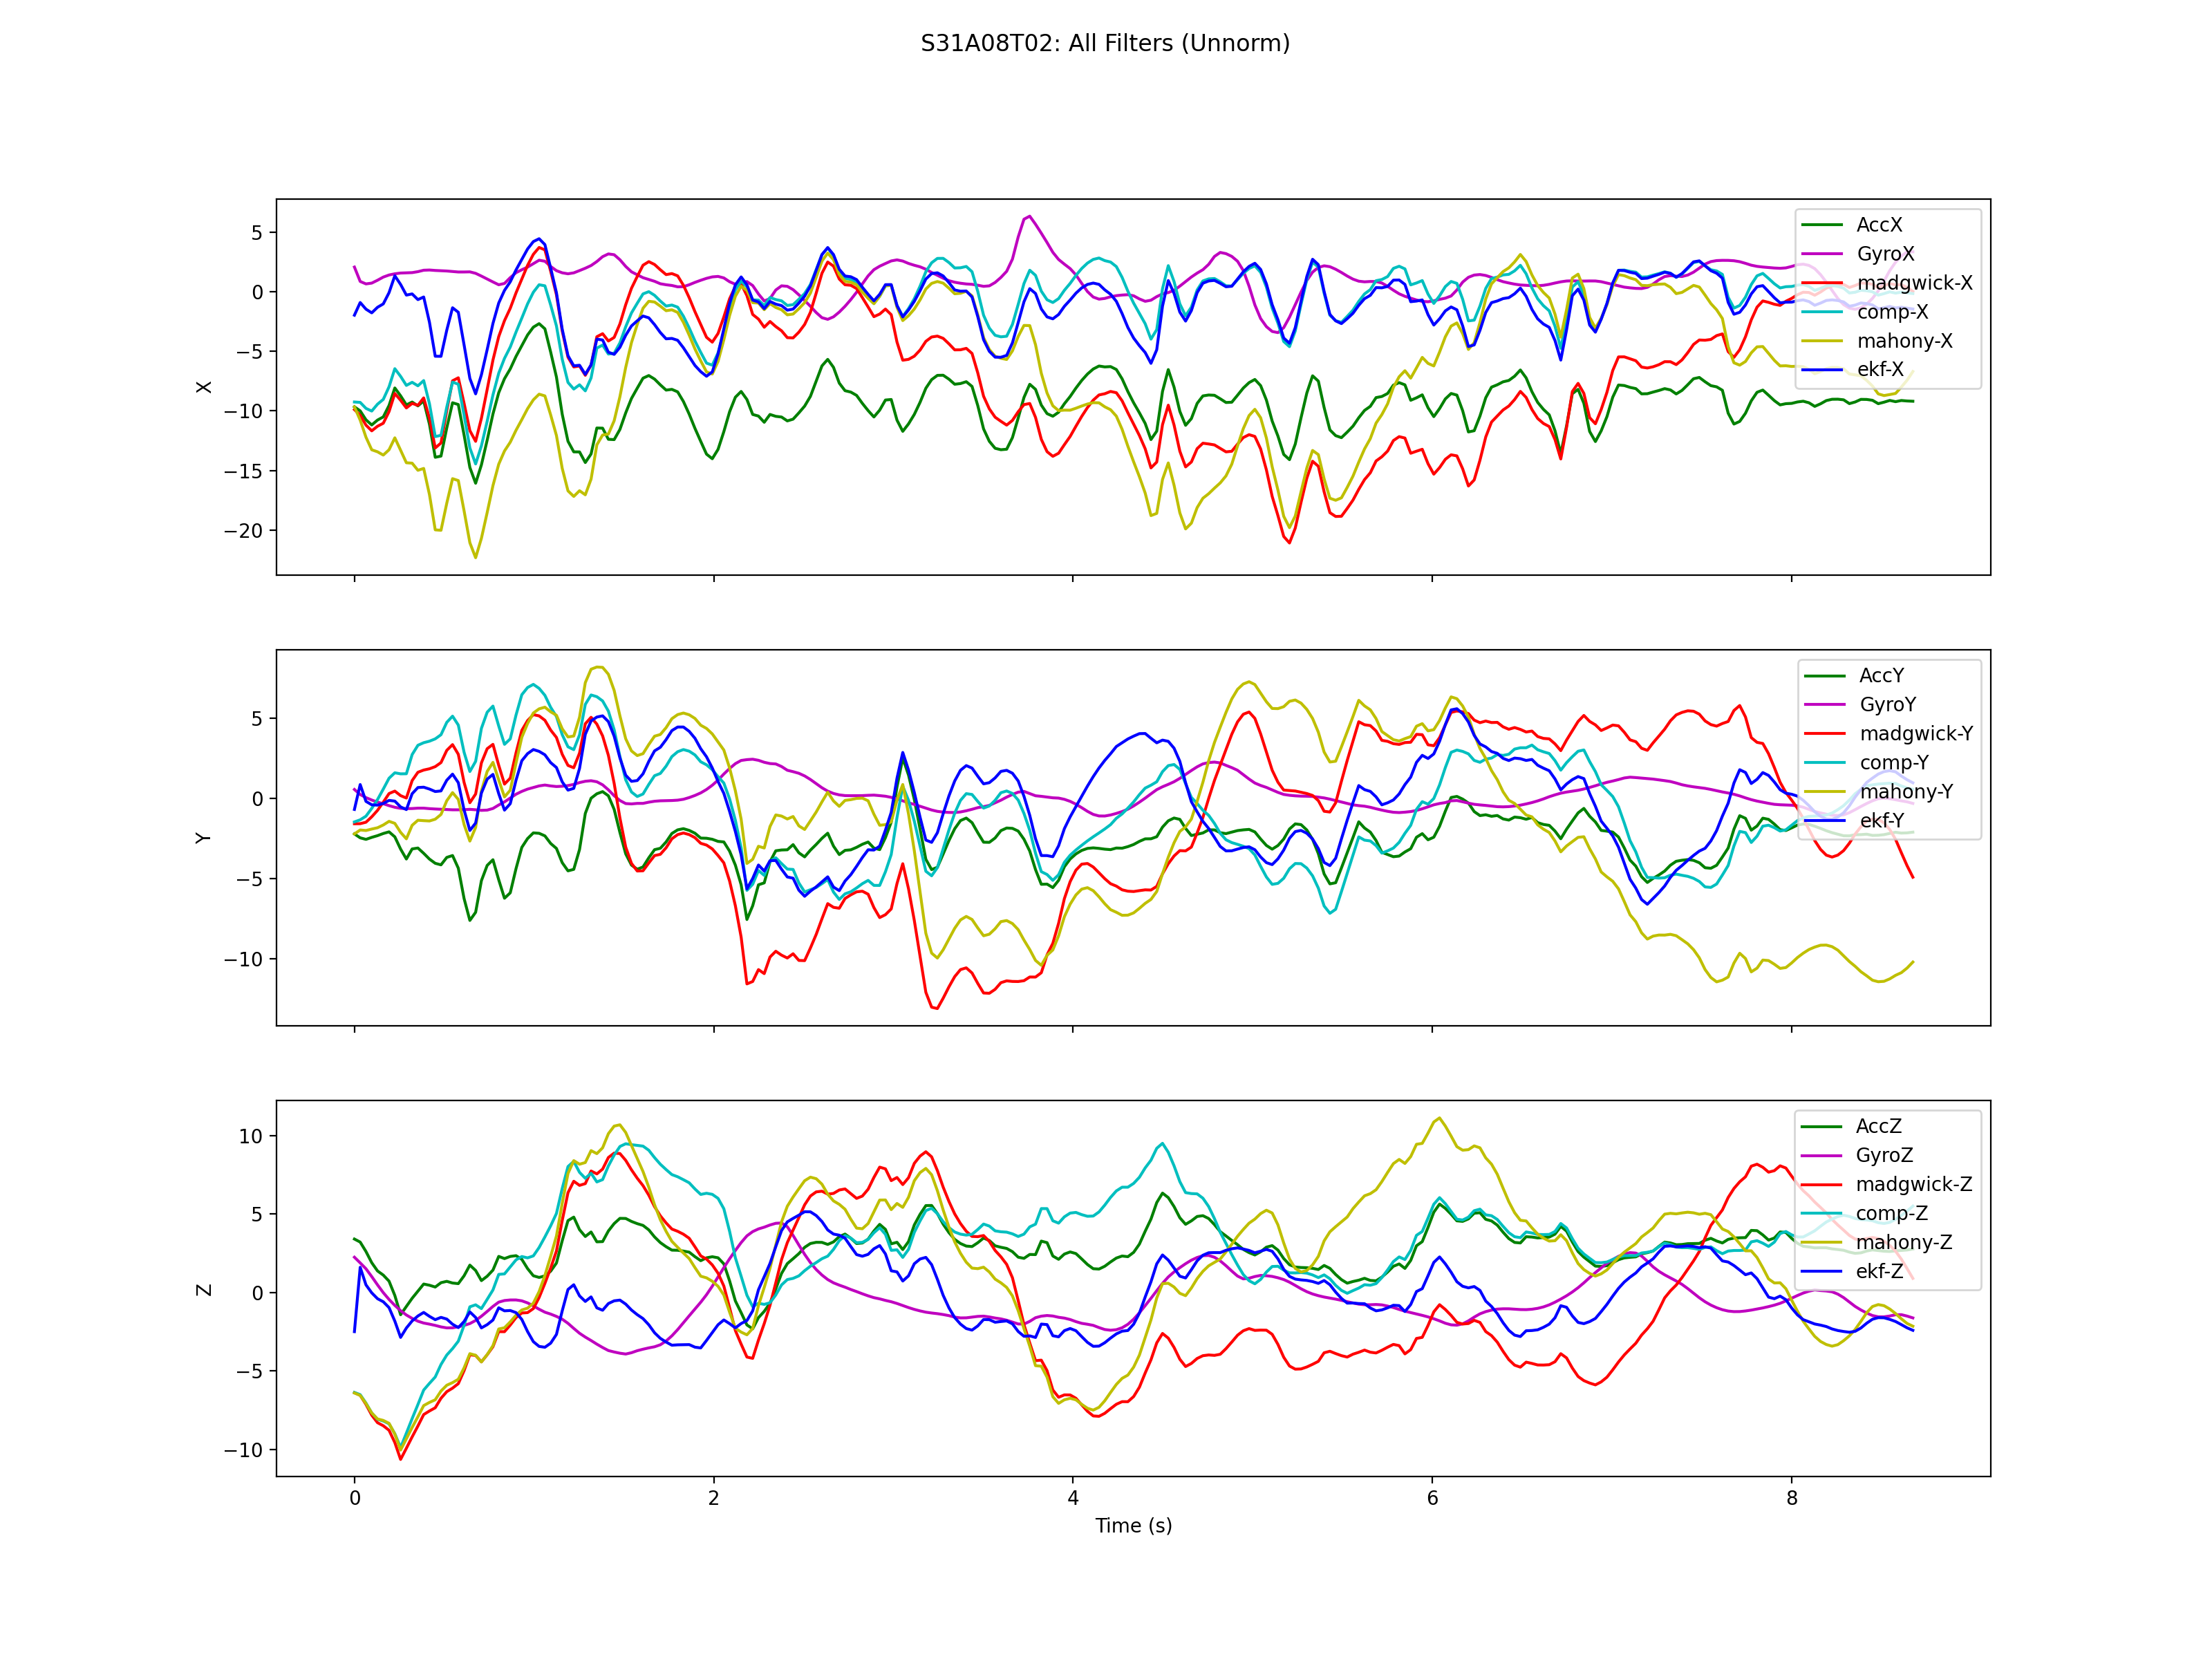 S31A08T02: All Filters (Unnorm)
5
0
−5
−10
−15
−20
X
AccX
GyroX
madgwick-X
comp-X
mahony-X
ekf-X
5
0
−5
−10
Y
AccY
GyroY
madgwick-Y
comp-Y
mahony-Y
ekf-Y
10
5
0
−5
−10
Z
AccZ
GyroZ
madgwick-Z
comp-Z
mahony-Z
ekf-Z
0 2 4 6 8
Time (s)